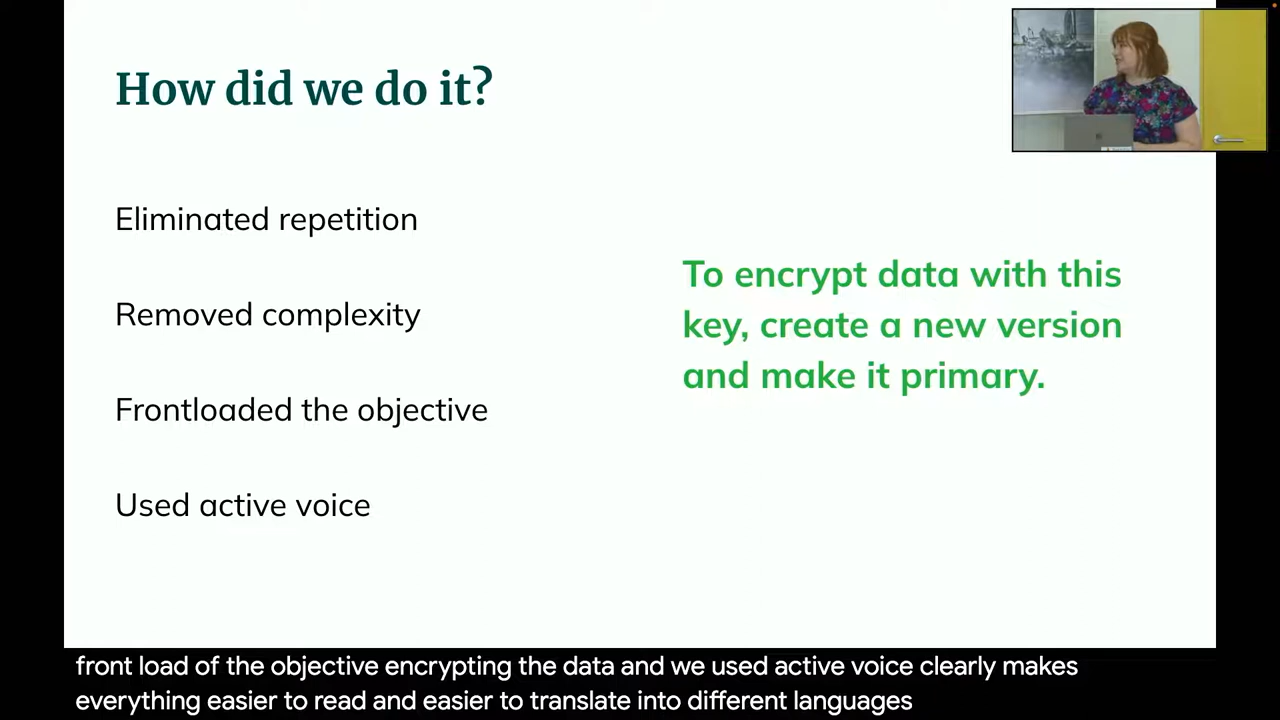 How did we do it?
Eliminated repetition
Removed complexity
Frontloaded the objective
Used active voice
To encrypt data with this
key, create a new version
and make it primary.
front load of the objective encrypting the data and we used active voice clearly makes
everything easier to read and easier to translate into different languages